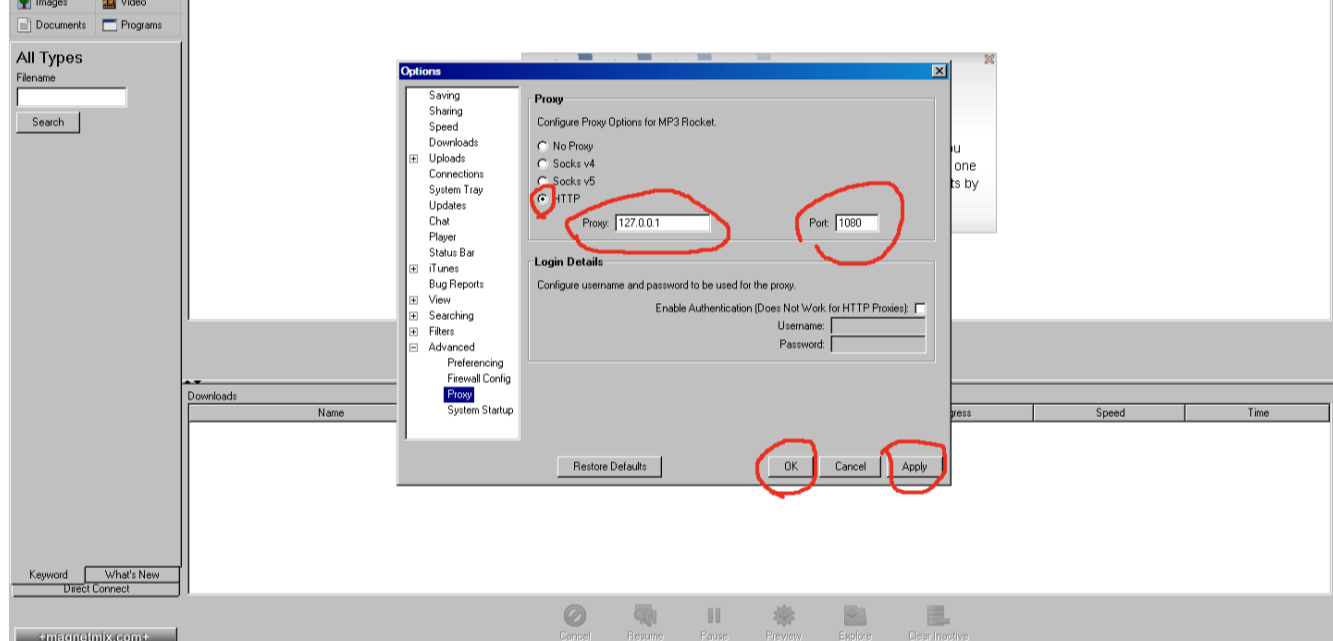 Images Video
Documents Programs
All Types
Filename
Search
Options
Saving
Sharing
Speed
Downloads
Uploads
Connections
System Tray
Updates
Chat
Player
Status Bar
iTunes
Bug Reports
View
Searching
Filters
Advanced
Preferencing
Firewall Config
Proxy
System Startup
Proxy
Configure Proxy Options for MP3 Rocket.
No Proxy
Socks v4
Socks v5
HTTP
Proxy: 127.0.0.1 Port: 1080
Login Details
Configure username and password to be used for the proxy.
Enable Authentication (Does Not Work for HTTP Proxies):
Username:
Password:
Restore Defaults OK Cancel Apply
one
by
Downloads
Name Speed Time
Keyword What's New
Direct Connect
+magnetmix.com+
Cancel Resume Pause Preview Explore Clear Inactive